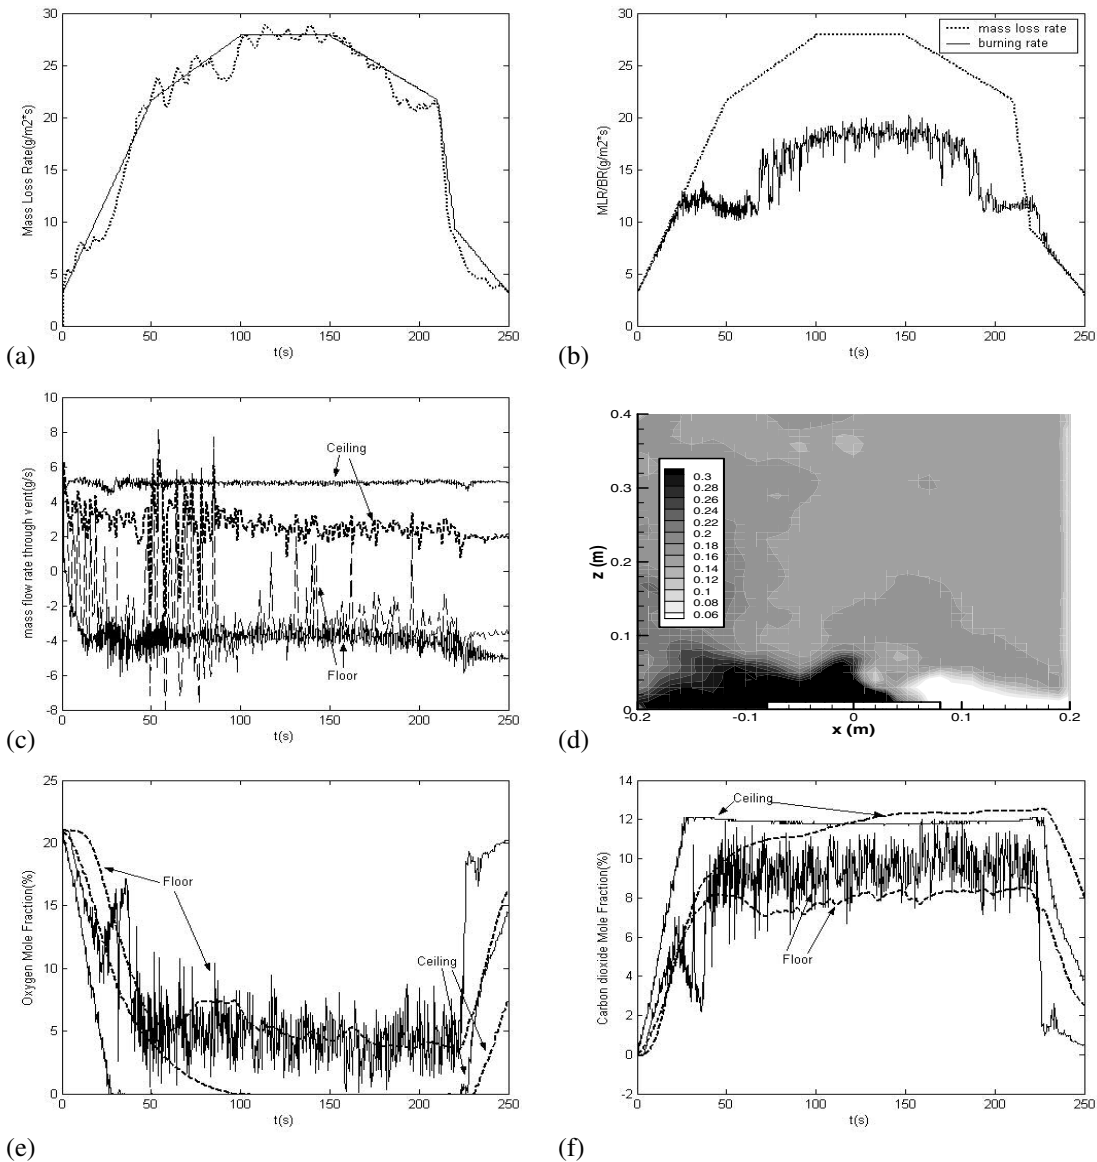 30
25
20
15
10
5
0
0 50 100 150 200 250
Mass Loss Rate(g/m2*s)
t(s)
(a)
30
25
20
15
10
5
0
0 50 100 150 200 250
MLR/BR(g/m2*s)
mass loss rate
burning rate
t(s)
(b)
10
8
6
4
2
0
-2
-4
-6
-8
0 50 100 150 200 250
mass flow rate through vent(g/s)
Ceiling
Floor
t(s)
(c)
0.4
0.3
0.2
0.1
0
-0.2 -0.1 0 0.1 0.2
z (m)
0.3
0.28
0.26
0.24
0.22
0.2
0.18
0.16
0.14
0.12
0.1
0.08
0.06
x (m)
(d)
25
20
15
10
5
0
0 50 100 150 200 250
Oxygen Mole Fraction(%)
Floor
Ceiling
t(s)
(e)
14
12
10
8
6
4
2
0
-2
0 50 100 150 200 250
Carbon dioxide Mole Fraction(%)
Ceiling
Floor
t(s)
(f)